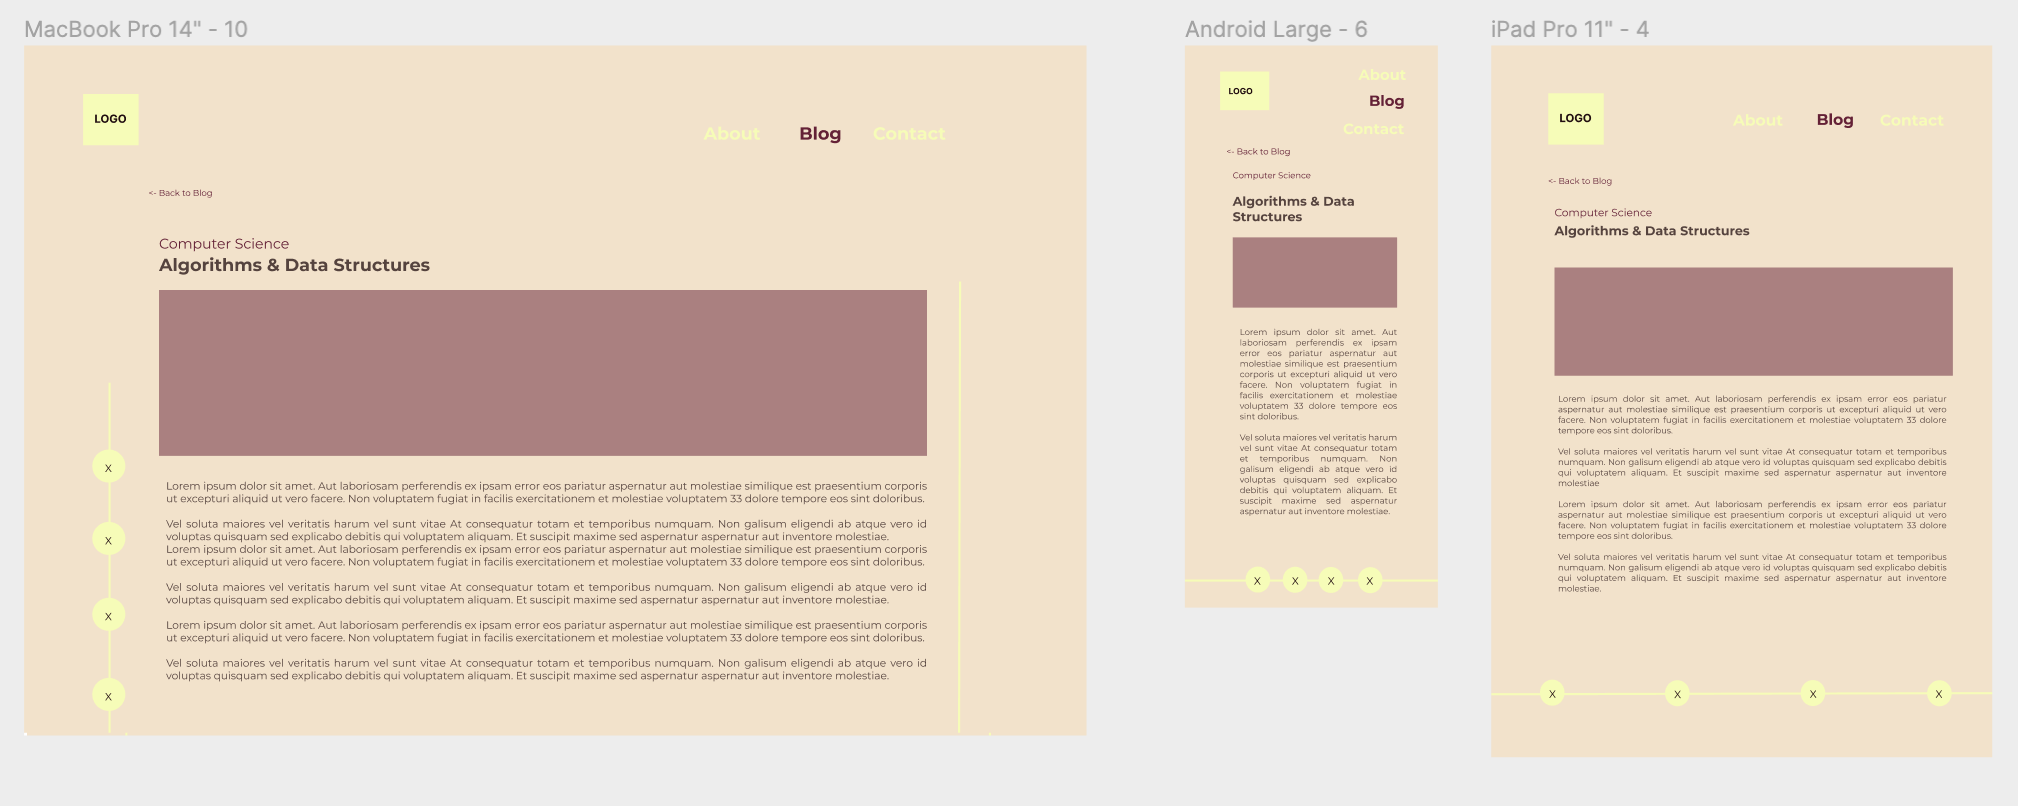 MacBook Pro 14" - 10
LOGO
About Blog Contact
<- Back to Blog
Computer Science
Algorithms & Data Structures
Lorem ipsum dolor sit amet. Aut laboriosam perferendis ex ipsam error eos pariatur aspernatur aut molestiae similique est praesentium corporis
ut excepturi aliquid ut vero facere. Non voluptatem fugiat in facilis exercitationem et molestiae voluptatem 33 dolore tempore eos sint doloribus.
Vel soluta maiores vel veritatis harum vel sunt vitae At consequatur totam et temporibus numquam. Non galisum eligendi ab atque vero id
voluptas quisquam sed explicabo debitis qui voluptatem aliquam. Et suscipit maxime sed aspernatur aspernatur aut inventore molestiae.
Lorem ipsum dolor sit amet. Aut laboriosam perferendis ex ipsam error eos pariatur aspernatur aut molestiae similique est praesentium corporis
ut excepturi aliquid ut vero facere. Non voluptatem fugiat in facilis exercitationem et molestiae voluptatem 33 dolore tempore eos sint doloribus.
Vel soluta maiores vel veritatis harum vel sunt vitae At consequatur totam et temporibus numquam. Non galisum eligendi ab atque vero id
voluptas quisquam sed explicabo debitis qui voluptatem aliquam. Et suscipit maxime sed aspernatur aspernatur aut inventore molestiae.
Lorem ipsum dolor sit amet. Aut laboriosam perferendis ex ipsam error eos pariatur aspernatur aut molestiae similique est praesentium corporis
ut excepturi aliquid ut vero facere. Non voluptatem fugiat in facilis exercitationem et molestiae voluptatem 33 dolore tempore eos sint doloribus.
Vel soluta maiores vel veritatis harum vel sunt vitae At consequatur totam et temporibus numquam. Non galisum eligendi ab atque vero id
voluptas quisquam sed explicabo debitis qui voluptatem aliquam. Et suscipit maxime sed aspernatur aspernatur aut inventore molestiae.
X
X
X
X
Android Large - 6
LOGO
About
Blog
Contact
<- Back to Blog
Computer Science
Algorithms & Data
Structures
Lorem ipsum dolor sit amet. Aut
laboriosam perferendis ex ipsam
error eos pariatur aspernatur aut
molestiae similique est praesentium
corporis ut excepturi aliquid ut vero
facere. Non voluptatem fugiat in
facilis exercitationem et molestiae
voluptatem 33 dolore tempore eos
sint doloribus.
Vel soluta maiores vel veritatis harum
vel sunt vitae At consequatur totam
et temporibus numquam. Non
galisum eligendi ab atque vero id
voluptas quisquam sed explicabo
debitis qui voluptatem aliquam. Et
suscipit maxime sed aspernatur
aspernatur aut inventore molestiae.
X X X X
iPad Pro 11" - 4
LOGO
About Blog Contact
<- Back to Blog
Computer Science
Algorithms & Data Structures
Lorem ipsum dolor sit amet. Aut laboriosam perferendis ex ipsam error eos pariatur
aspernatur aut molestiae similique est praesentium corporis ut excepturi aliquid ut vero
facere. Non voluptatem fugiat in facilis exercitationem et molestiae voluptatem 33 dolore
tempore eos sint doloribus.
Vel soluta maiores vel veritatis harum vel sunt vitae At consequatur totam et temporibus
numquam. Non galisum eligendi ab atque vero id voluptas quisquam sed explicabo debitis
qui voluptatem aliquam. Et suscipit maxime sed aspernatur aspernatur aut inventore
molestiae
Lorem ipsum dolor sit amet. Aut laboriosam perferendis ex ipsam error eos pariatur
aspernatur aut molestiae similique est praesentium corporis ut excepturi aliquid ut vero
facere. Non voluptatem fugiat in facilis exercitationem et molestiae voluptatem 33 dolore
tempore eos sint doloribus.
Vel soluta maiores vel veritatis harum vel sunt vitae At consequatur totam et temporibus
numquam. Non galisum eligendi ab atque vero id voluptas quisquam sed explicabo debitis
qui voluptatem aliquam. Et suscipit maxime sed aspernatur aspernatur aut inventore
molestiae.
X X X X